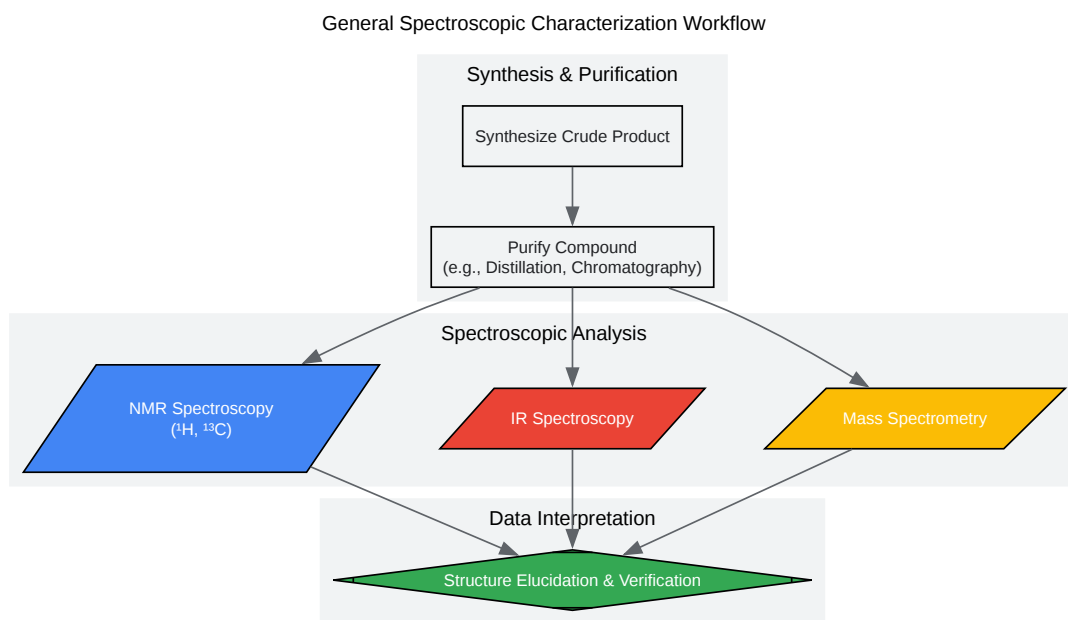 General Spectroscopic Characterization Workflow
Synthesis & Purification
Synthesize Crude Product
Purify Compound
(e.g., Distillation, Chromatography)
Spectroscopic Analysis
NMR Spectroscopy
(¹H, ¹³C)
IR Spectroscopy
Mass Spectrometry
Data Interpretation
Structure Elucidation & Verification